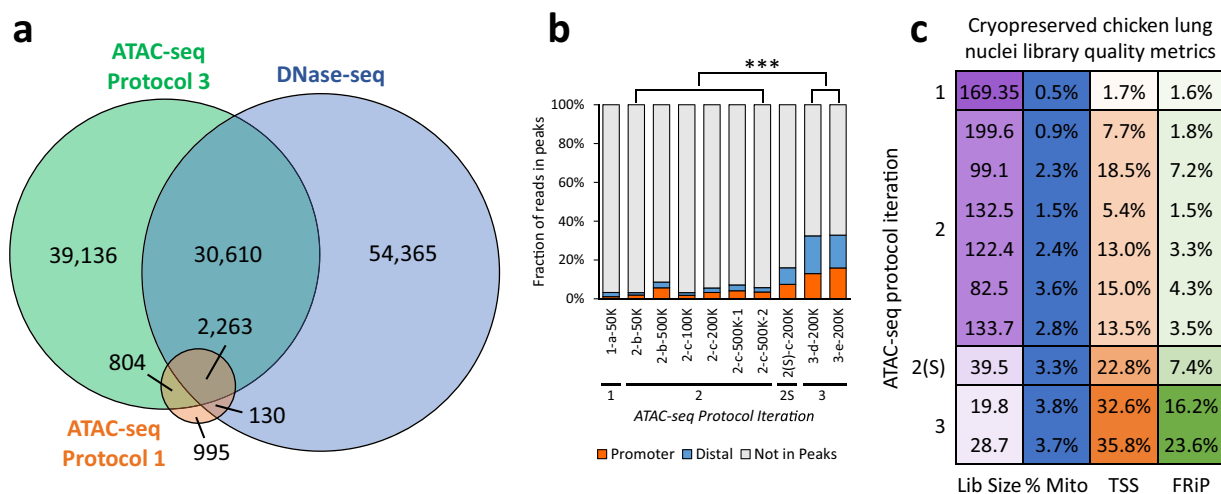 a
ATAC-seq
Protocol 3
DNase-seq
39,136
30,610
54,365
2,263
804
130
995
ATAC-seq
Protocol 1
b
***
Fraction of reads in peaks
100%
80%
60%
40%
20%
0%
1-a-50K
2-b-50K
2-b-500K
2-c-100K
2-c-200K
2-c-500K-1
2-c-500K-2
2(S)-c-200K
3-d-200K
3-e-200K
1 2 2S 3
ATAC-seq Protocol Iteration
Promoter Distal Not in Peaks
c
Cryopreserved chicken lung
nuclei library quality metrics
ATAC-seq protocol iteration
1 169.35 0.5% 1.7% 1.6%
199.6 0.9% 7.7% 1.8%
99.1 2.3% 18.5% 7.2%
132.5 1.5% 5.4% 1.5%
2
122.4 2.4% 13.0% 3.3%
82.5 3.6% 15.0% 4.3%
133.7 2.8% 13.5% 3.5%
2(S) 39.5 3.3% 22.8% 7.4%
19.8 3.8% 32.6% 16.2%
3
28.7 3.7% 35.8% 23.6%
Lib Size % Mito TSS FRiP